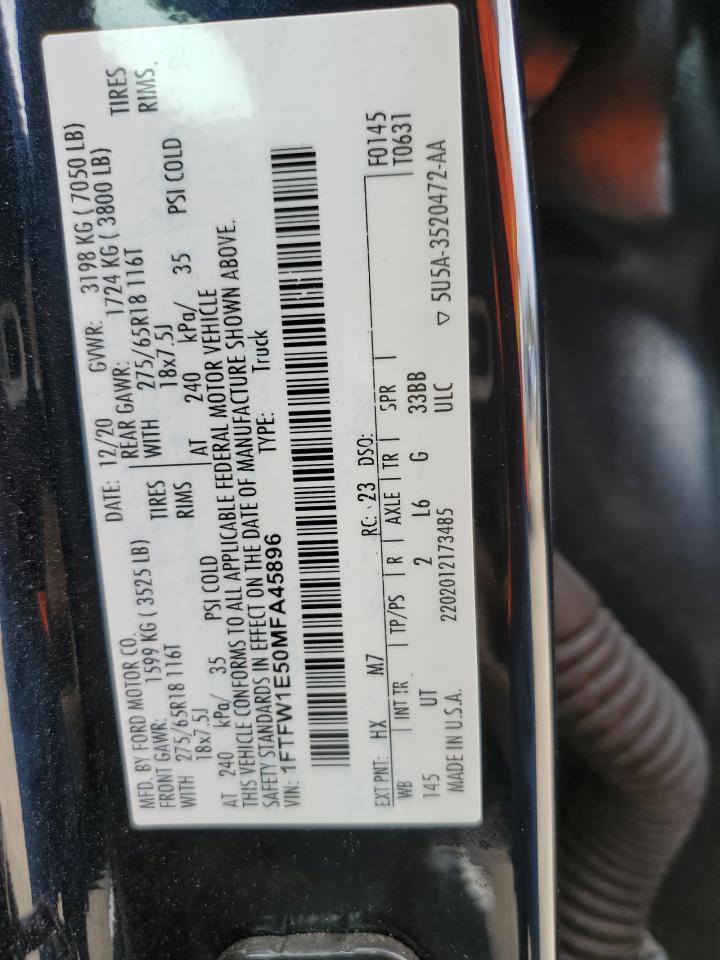 MFD. BY FORD MOTOR CO. DATE: 12/20 GVWR: 3198 KG ( 7050 LB)
FRONT GAWR: 1599 KG ( 3525 LB) REAR GAWR: 1724 KG ( 3800 LB)
WITH 275/65R18 116T TIRES WITH 275/65R18 116T TIRES
18x7.5J RIMS 18x7.5J RIMS.
AT 240 kPa/ 35 PSI COLD AT 240 kPa/ 35 PSI COLD
THIS VEHICLE CONFORMS TO ALL APPLICABLE FEDERAL MOTOR VEHICLE
SAFETY STANDARDS IN EFFECT ON THE DATE OF MANUFACTURE SHOWN ABOVE.
VIN: 1FTFW1E50MFA45896 TYPE: Truck
EXT PNT: HX M7 RC: 23 DSO: F0145
WB INT TR TP/PS R AXLE TR SPR T0631
145 UT 2 L6 G 33BB
MADE IN U.S.A. 2202012173485 ULC ▽ 5U5A-3520472-AA